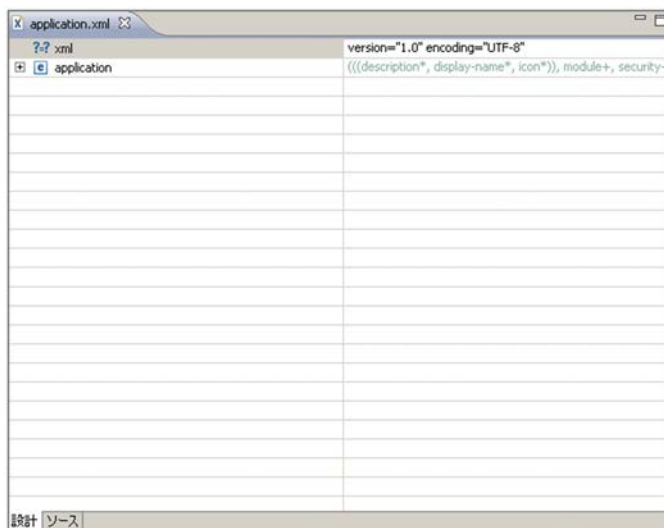 application.xml
?=? xml version="1.0" encoding="UTF-8"
e application (((description*, display-name*, icon*)), module+, security-
設計 ソース